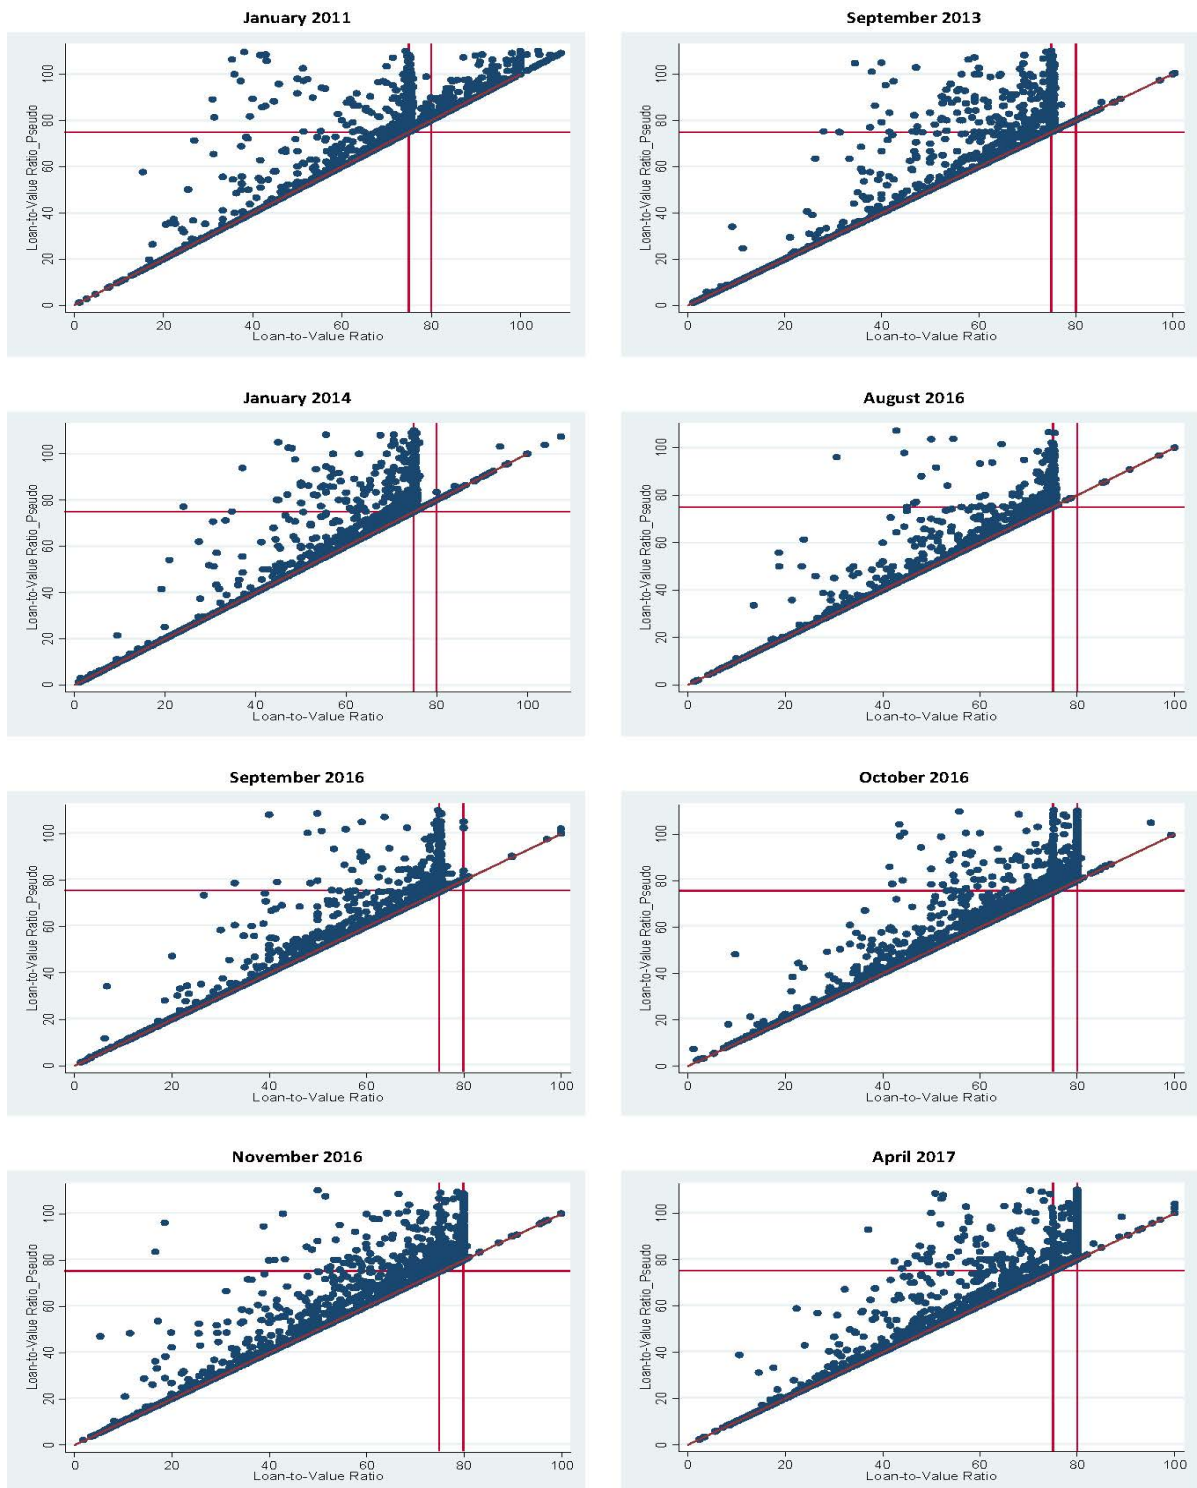 January 2011
Loan-to-Value Ratio_Pseudo
100
80
60
40
20
0
0 20 40 60 80 100
Loan-to-Value Ratio
September 2013
Loan-to-Value Ratio_Pseudo
100
80
60
40
20
0
0 20 40 60 80 100
Loan-to-Value Ratio
January 2014
Loan-to-Value Ratio_Pseudo
100
80
60
40
20
0
0 20 40 60 80 100
Loan-to-Value Ratio
August 2016
Loan-to-Value Ratio_Pseudo
100
80
60
40
20
0
0 20 40 60 80 100
Loan-to-Value Ratio
September 2016
Loan-to-Value Ratio_Pseudo
100
80
60
40
20
0
0 20 40 60 80 100
Loan-to-Value Ratio
October 2016
Loan-to-Value Ratio_Pseudo
100
80
60
40
20
0
0 20 40 60 80 100
Loan-to-Value Ratio
November 2016
Loan-to-Value Ratio_Pseudo
100
80
60
40
20
0
0 20 40 60 80 100
Loan-to-Value Ratio
April 2017
Loan-to-Value Ratio_Pseudo
100
80
60
40
20
0
0 20 40 60 80 100
Loan-to-Value Ratio